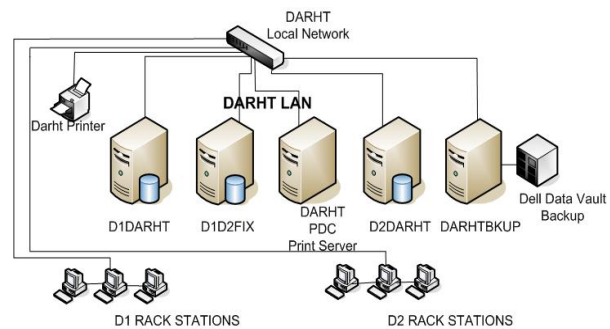 DARHT
Local Network
DARHT LAN
Darht Printer
D1DARHT
D1D2FIX
DARHT
PDC
Print Server
D2DARHT
DARHTBKUP
Dell Data Vault
Backup
D1 RACK STATIONS
D2 RACK STATIONS